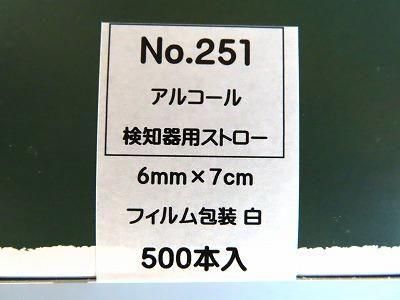 No.251
アルコール
検知器用ストロー
6mm×7cm
フィルム包装 白
500本入